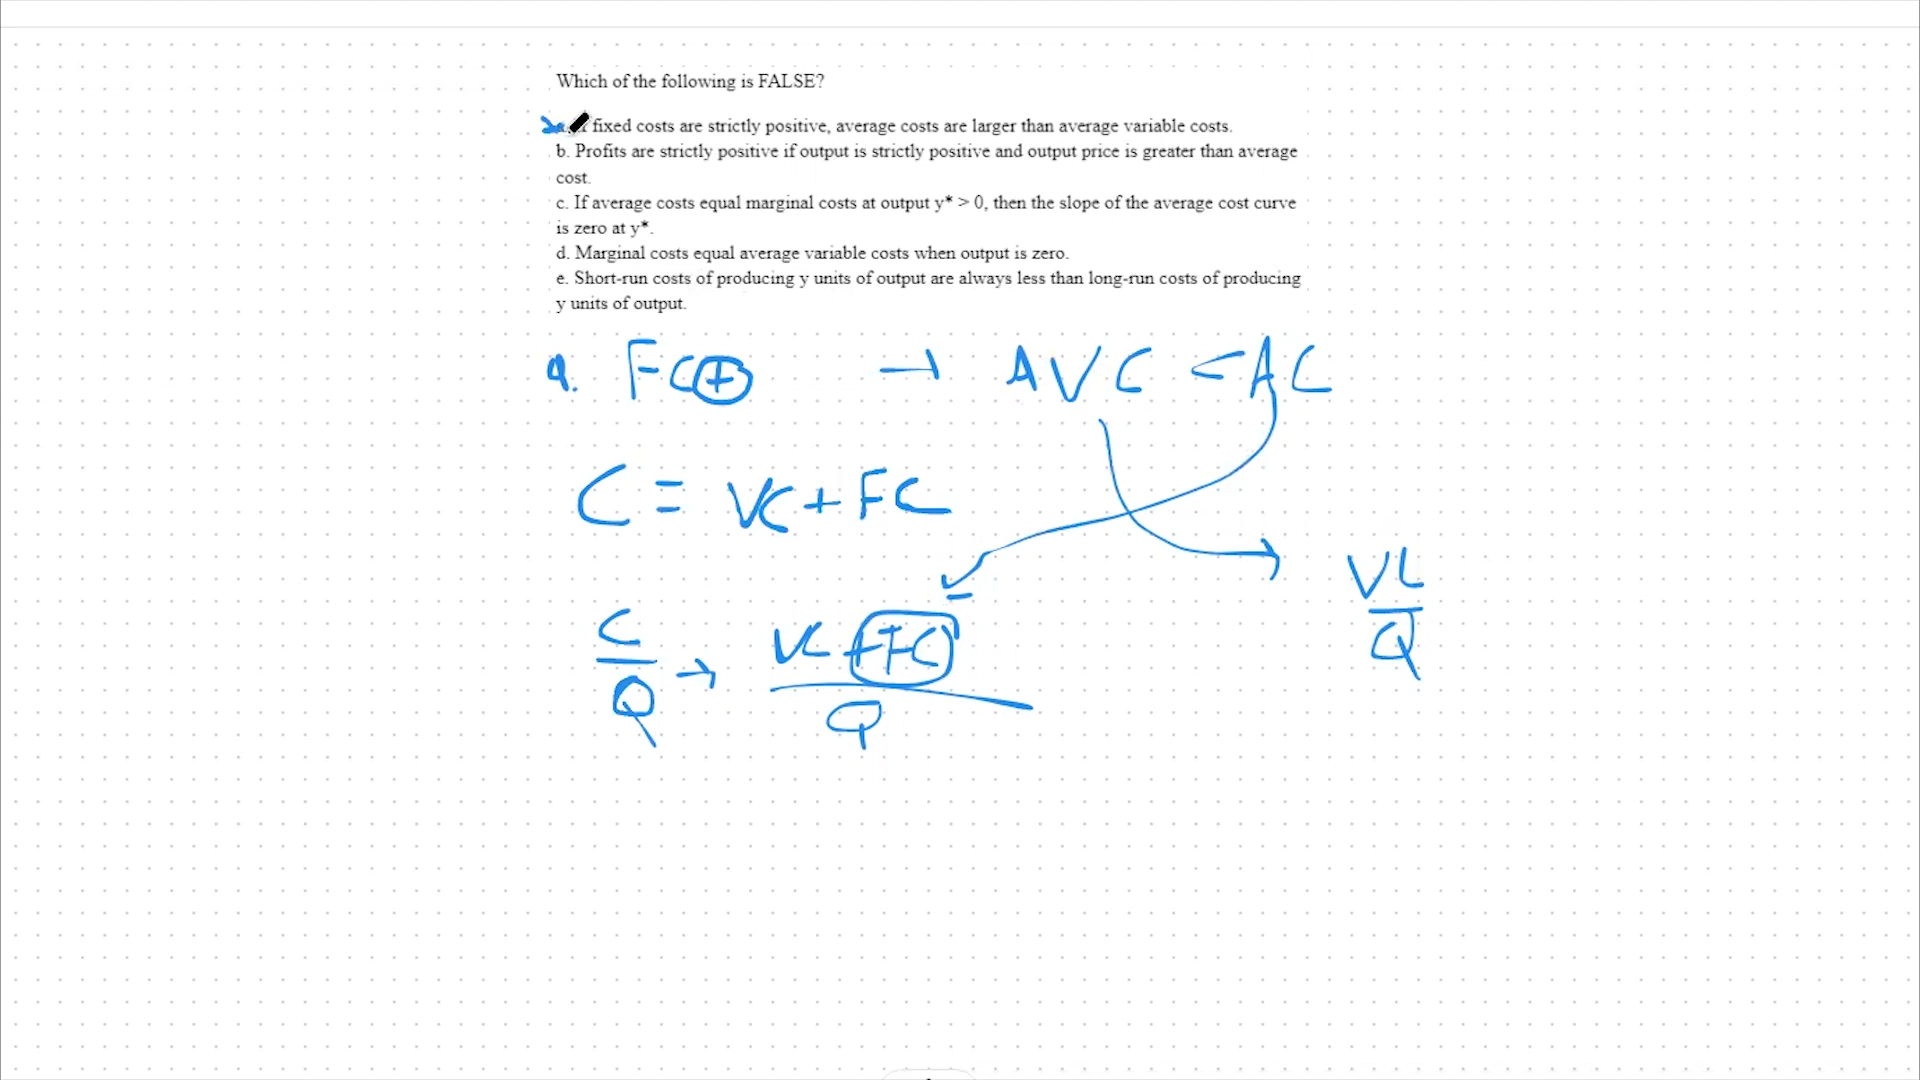 Which of the following is FALSE?
fixed costs are strictly positive, average costs are larger than average variable costs.
b. Profits are strictly positive if output is strictly positive and output price is greater than average
cost.
c. If average costs equal marginal costs at output y* > 0, then the slope of the average cost curve
is zero at y*.
d. Marginal costs equal average variable costs when output is zero.
e. Short-run costs of producing y units of output are always less than long-run costs of producing
y units of output.
a. FC + → AVC < AC
C = VC + FC
VC
Q
C
Q
→
VC + FC
Q